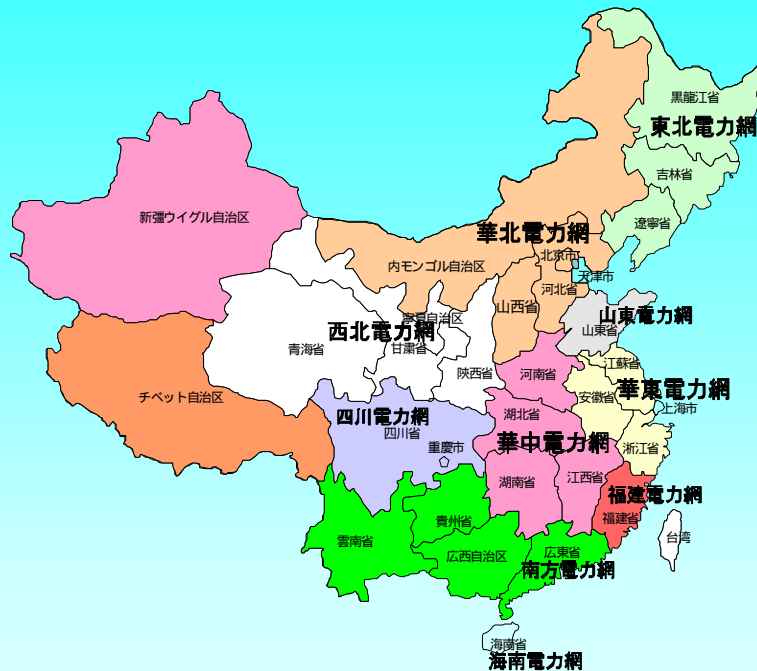 黒龍江省
東北電力網
吉林省
新彊ウイグル自治区
遼寧省
華北電力網
北京市
内モンゴル自治区
天津市
河北省
山西省
山東電力網
自治区
西北電力網
山東省
青海省
甘粛省
江蘇省
陝西省
河南省
華東電力網
チベット自治区
安徽省
上海市
四川電力網
湖北省
四川省
華中電力網
重慶市
浙江省
湖南省
江西省
福建電力網
貴州省
福建省
雲南省
台湾
広西自治区
広東省
南方電力網
海南省
海南電力網